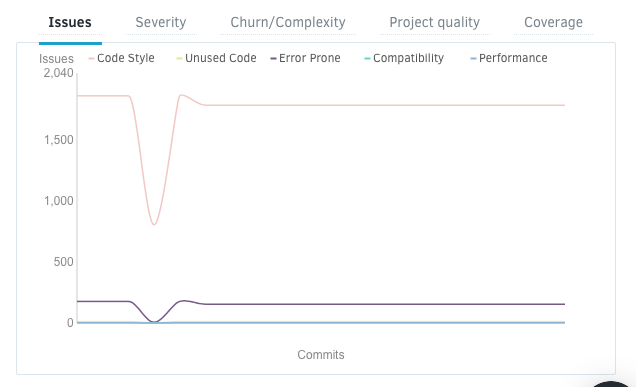 Issues Severity Churn/Complexity Project quality Coverage
Issues Code Style Unused Code Error Prone Compatibility Performance
2,040
1,500
1,000
500
0
Commits